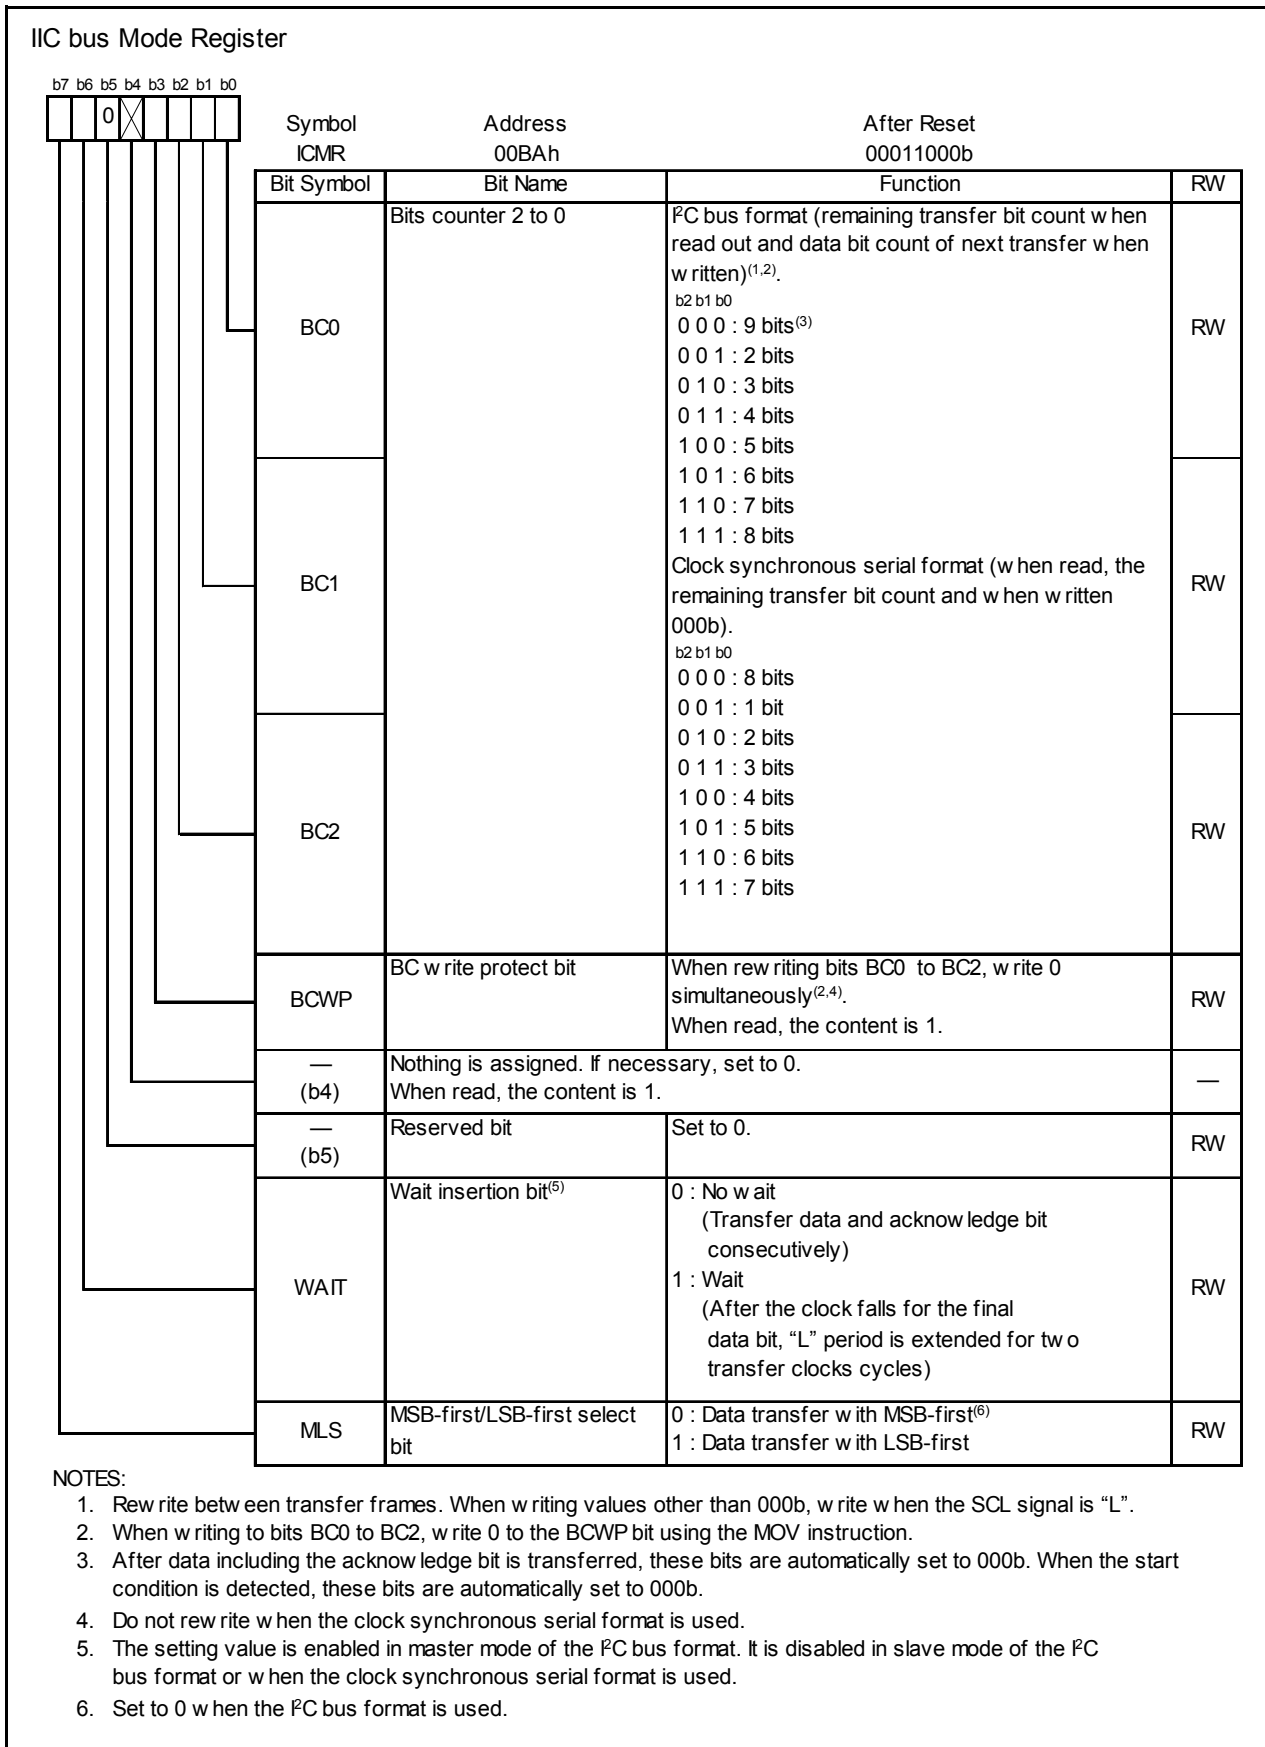 IIC bus Mode Register
b7 b6 b5 b4 b3 b2 b1 b0
0
Symbol Address After Reset
ICMR 00BAh 00011000b
Bit Symbol Bit Name Function RW
BC0 Bits counter 2 to 0 I²C bus format (remaining transfer bit count when
read out and data bit count of next transfer when
written)(1,2).
b2 b1 b0
0 0 0 : 9 bits(3) RW
0 0 1 : 2 bits
0 1 0 : 3 bits
0 1 1 : 4 bits
1 0 0 : 5 bits
1 0 1 : 6 bits
1 1 0 : 7 bits
1 1 1 : 8 bits
BC1 Clock synchronous serial format (when read, the RW
remaining transfer bit count and when written
000b).
b2 b1 b0
0 0 0 : 8 bits
0 0 1 : 1 bit
0 1 0 : 2 bits
0 1 1 : 3 bits
1 0 0 : 4 bits
BC2 1 0 1 : 5 bits RW
1 1 0 : 6 bits
1 1 1 : 7 bits
BCWP BC write protect bit When rewriting bits BC0 to BC2, write 0
simultaneously(2,4). RW
When read, the content is 1.
— Nothing is assigned. If necessary, set to 0. —
(b4) When read, the content is 1.
— Reserved bit Set to 0. RW
(b5)
WAIT Wait insertion bit(5) 0 : No wait
(Transfer data and acknowledge bit
consecutively)
1 : Wait RW
(After the clock falls for the final
data bit, “L” period is extended for two
transfer clocks cycles)
MLS MSB-first/LSB-first select 0 : Data transfer with MSB-first(6) RW
bit 1 : Data transfer with LSB-first
NOTES:
1. Rewrite between transfer frames. When writing values other than 000b, write when the SCL signal is “L”.
2. When writing to bits BC0 to BC2, write 0 to the BCWP bit using the MOV instruction.
3. After data including the acknowledge bit is transferred, these bits are automatically set to 000b. When the start
condition is detected, these bits are automatically set to 000b.
4. Do not rewrite when the clock synchronous serial format is used.
5. The setting value is enabled in master mode of the I²C bus format. It is disabled in slave mode of the I²C
bus format or when the clock synchronous serial format is used.
6. Set to 0 when the I²C bus format is used.